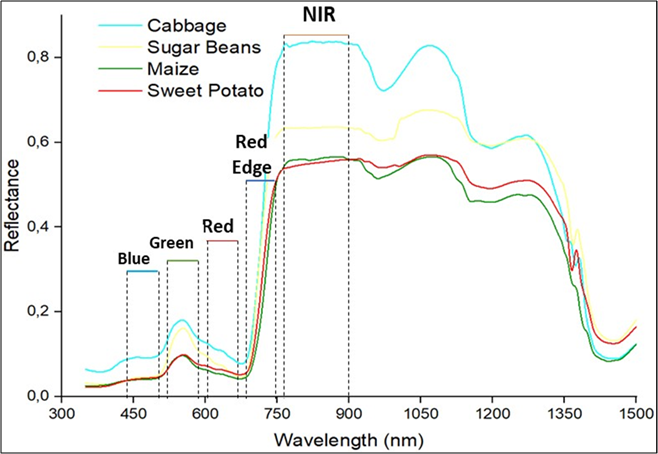 NIR
Cabbage
Sugar Beans
Maize
Sweet Potato
Red
Edge
Red
Green
Blue
Reflectance
0,8
0,6
0,4
0,2
0,0
300
450
600
750
900
1050
1200
1350
1500
Wavelength (nm)